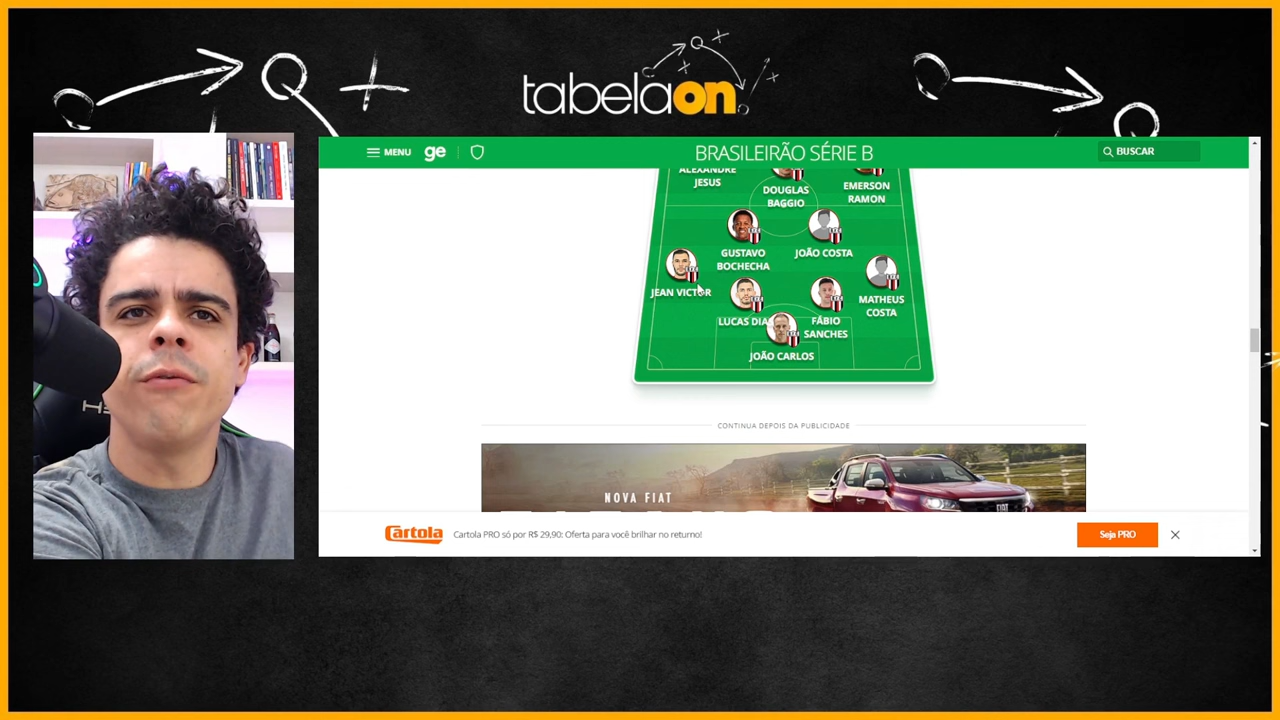 tabelaon
MENU ge BRASILEIRÃO SÉRIE B BUSCAR
ALEXANDRE
JESUS
DOUGLAS
BAGGIO
EMERSON
RAMON
GUSTAVO
BOCHECHA
JOÃO COSTA
JEAN VICTOR
MATHEUS
COSTA
LUCAS DIA
FÁBIO
SANCHES
JOÃO CARLOS
CONTINUA DEPOIS DA PUBLICIDADE
NOVA FIAT
Cartola Cartola PRO só por R$ 29,90: Oferta para você brilhar no returno! Seja PRO